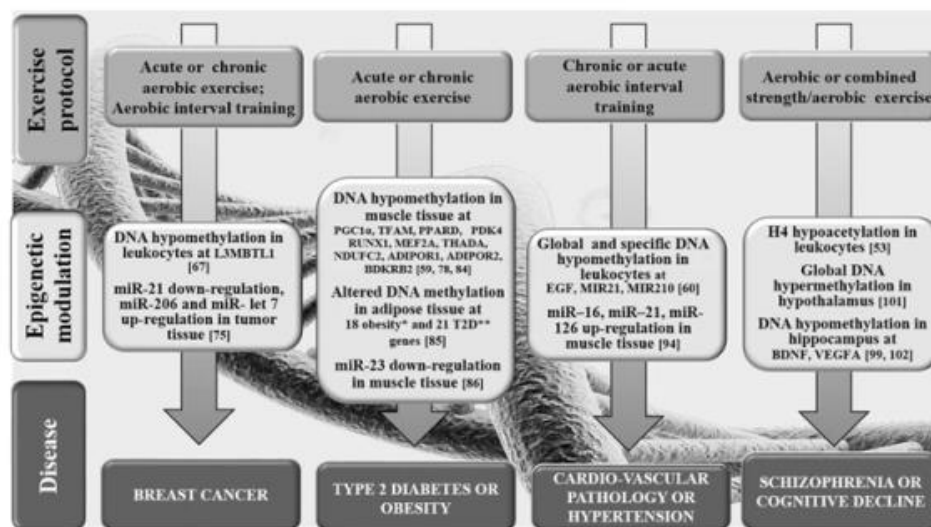 Exercise
protocol
Acute or chronic
aerobic exercise;
Aerobic interval training
Acute or chronic
aerobic exercise
Chronic or acute
aerobic interval
training
Aerobic or combined
strength/aerobic exercise
Epigenetic
modulation
DNA hypomethylation in
leukocytes at L3MBTL1
[67]
miR-21 down-regulation,
miR-206 and miR- let 7
up-regulation in tumor
tissue [75]
DNA hypomethylation in
muscle tissue at
PGC1α, TFAM, PPARD, PDK4
RUNX1, MEF2A, THADA,
NDUFC2, ADIPOR1, ADIPOR2,
BDKRB2 [59, 78, 84]
Altered DNA methylation
in adipose tissue at
18 obesity* and 21 T2D**
genes [85]
miR-23 down-regulation
in muscle tissue [86]
Global and specific DNA
hypomethylation in
leukocytes at
EGF, MIR21, MIR210 [60]
miR–16, miR–21, miR-
126 up-regulation in
muscle tissue [94]
H4 hypoacetylation in
leukocytes [53]
Global DNA
hypermethylation in
hypothalamus [101]
DNA hypomethylation in
hippocampus at
BDNF, VEGFA [99, 102]
Disease
BREAST CANCER
TYPE 2 DIABETES OR
OBESITY
CARDIO-VASCULAR
PATHOLOGY OR
HYPERTENSION
SCHIZOPHRENIA OR
COGNITIVE DECLINE